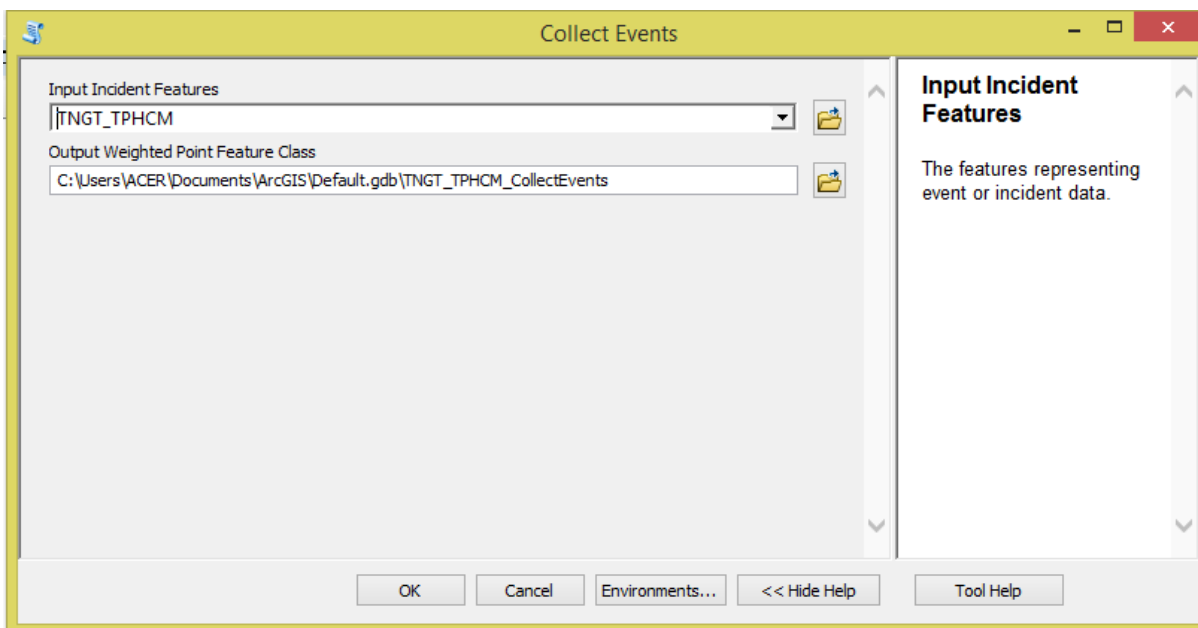 Collect Events
Input Incident Features
TNGT_TPHCM
Output Weighted Point Feature Class
C:\Users\ACER\Documents\ArcGIS\Default.gdb\TNGT_TPHCM_CollectEvents
Input Incident
Features
The features representing
event or incident data.
OK
Cancel
Environments...
<< Hide Help
Tool Help